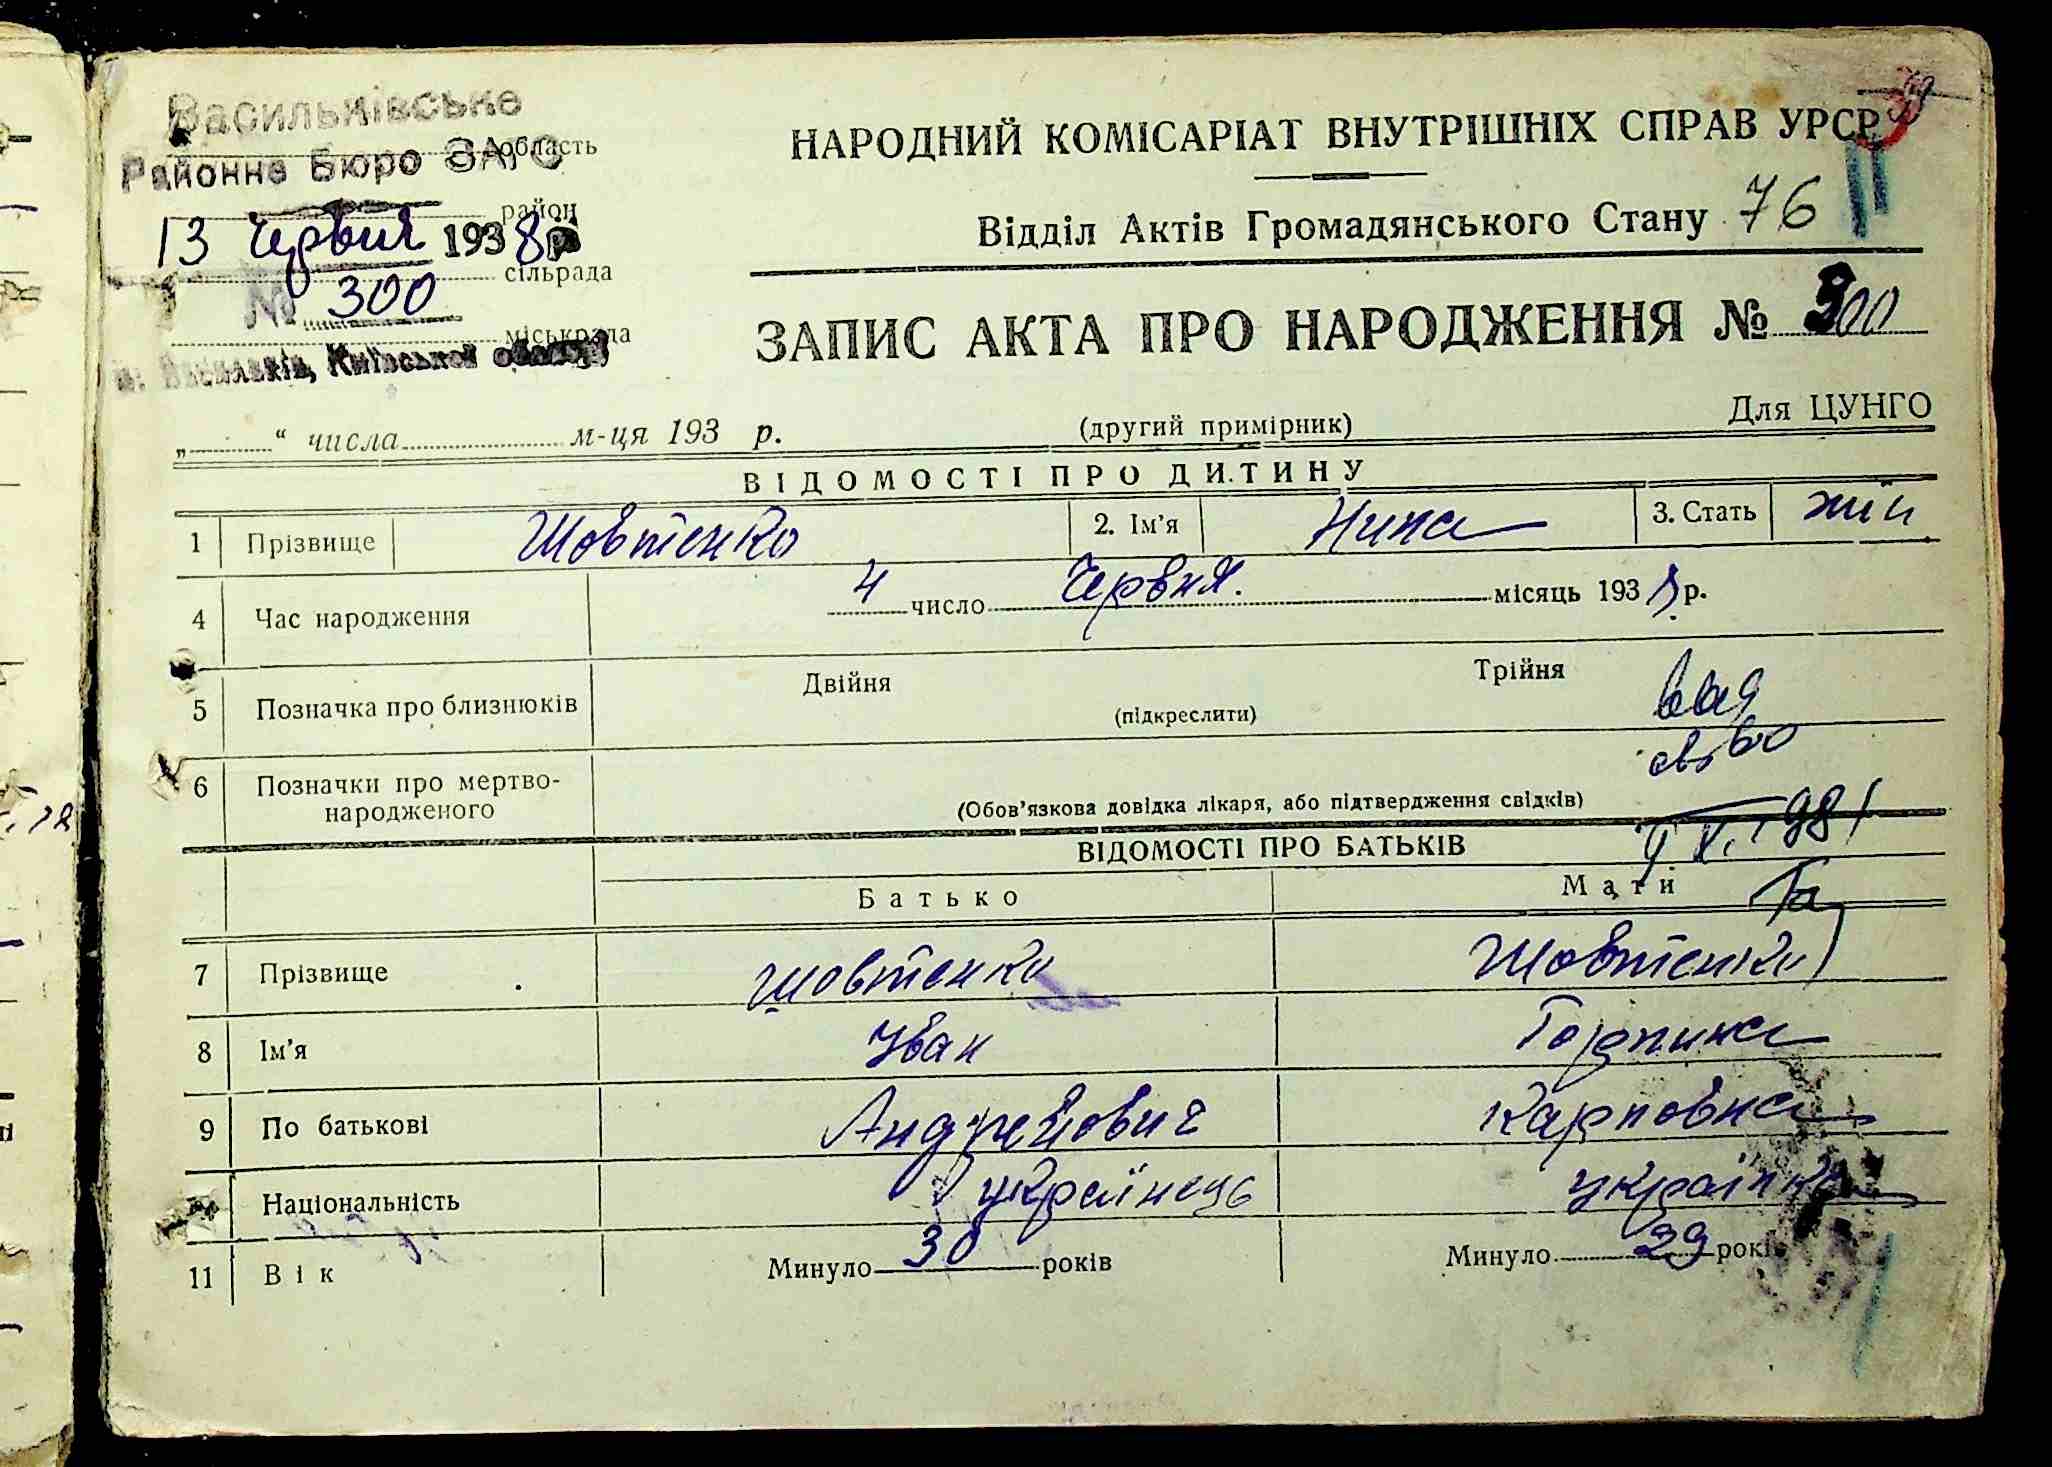 Васильківське
область
Районне Бюро ЗАГС
район
13 червня 1938 р
сільрада
№ 300
міськрада
м. Васильків, Київської області
НАРОДНИЙ КОМІСАРІАТ ВНУТРІШНІХ СПРАВ УРСР
Відділ Актів Громадянського Стану 76
ЗАПИС АКТА ПРО НАРОДЖЕННЯ № 300
„ “ числа м-ця 193 р. (другий примірник) Для ЦУНГО
ВІДОМОСТІ ПРО ДИТИНУ
1 Прізвище Шовтенко 2. Ім'я Нина 3. Стать жін
4 Час народження 4 число червня. місяць 1938 р.
5 Позначка про близнюків Двійня (підкреслити) Трійня
6 Позначки про мертво-
народженого (Обов'язкова довідка лікаря, або підтвердження свідків)
св-во
1981
ВІДОМОСТІ ПРО БАТЬКІВ
Батько Мати
7 Прізвище Шовтенко Шовтенко
8 Ім'я Іван Горпина
9 По батькові Андрейович Карповна
Національність українець українка
11 Вік Минуло 30 років Минуло 29 років